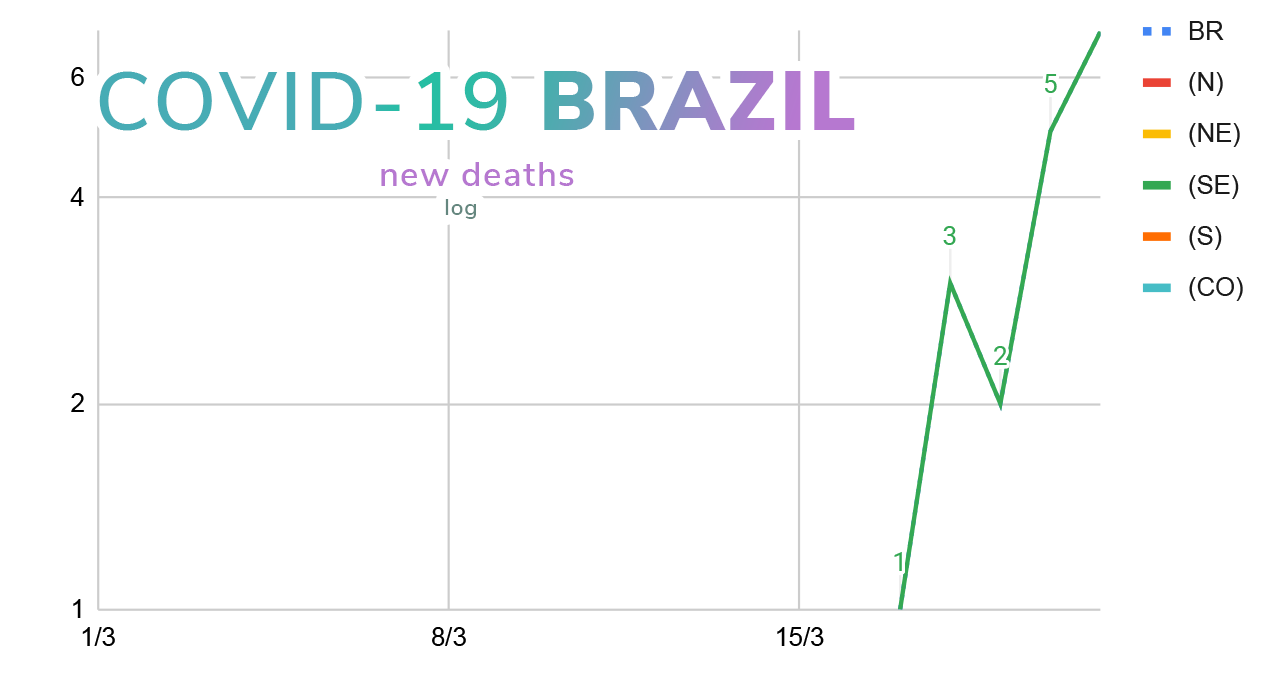 COVID-19 BRAZIL
new deaths
log
6
4
2
1
1/3
8/3
15/3
1
3
2
5
BR
(N)
(NE)
(SE)
(S)
(CO)